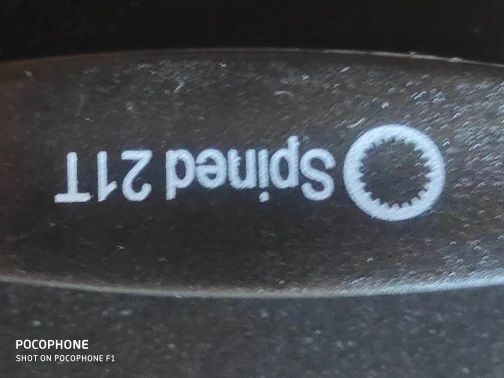 Spined 21T
POCOPHONE
SHOT ON POCOPHONE F1